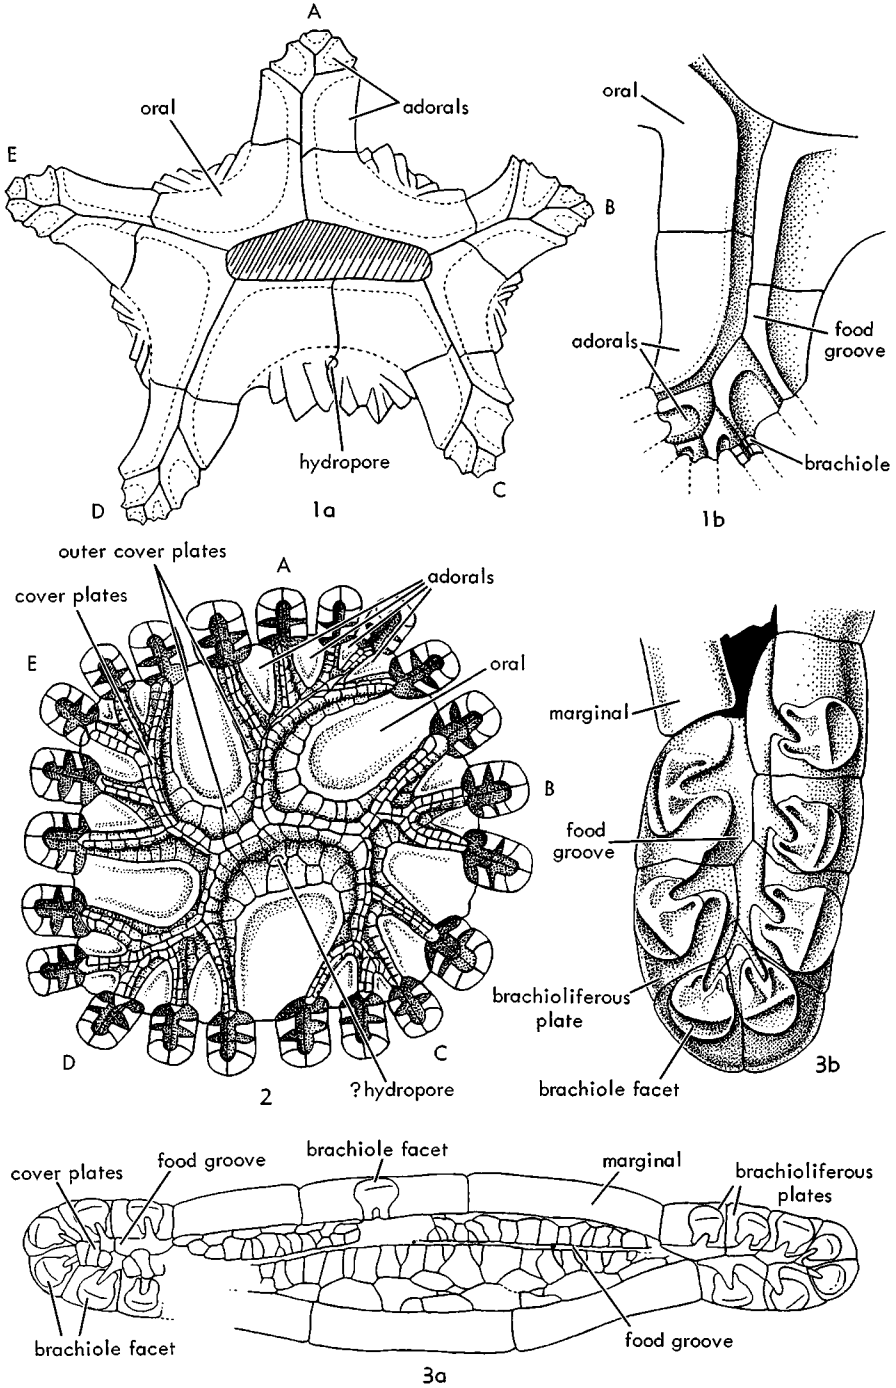 A
oral
adorals
E
B
hydropore
D
C
1a
oral
adorals
food
groove
brachiole
1b
outer cover plates
A
cover plates
adorals
E
oral
B
D
C
?hydropore
2
marginal
food
groove
brachioliferous
plate
brachiole facet
3b
brachiole facet
cover plates
food groove
marginal
brachioliferous
plates
brachiole facet
food groove
3a